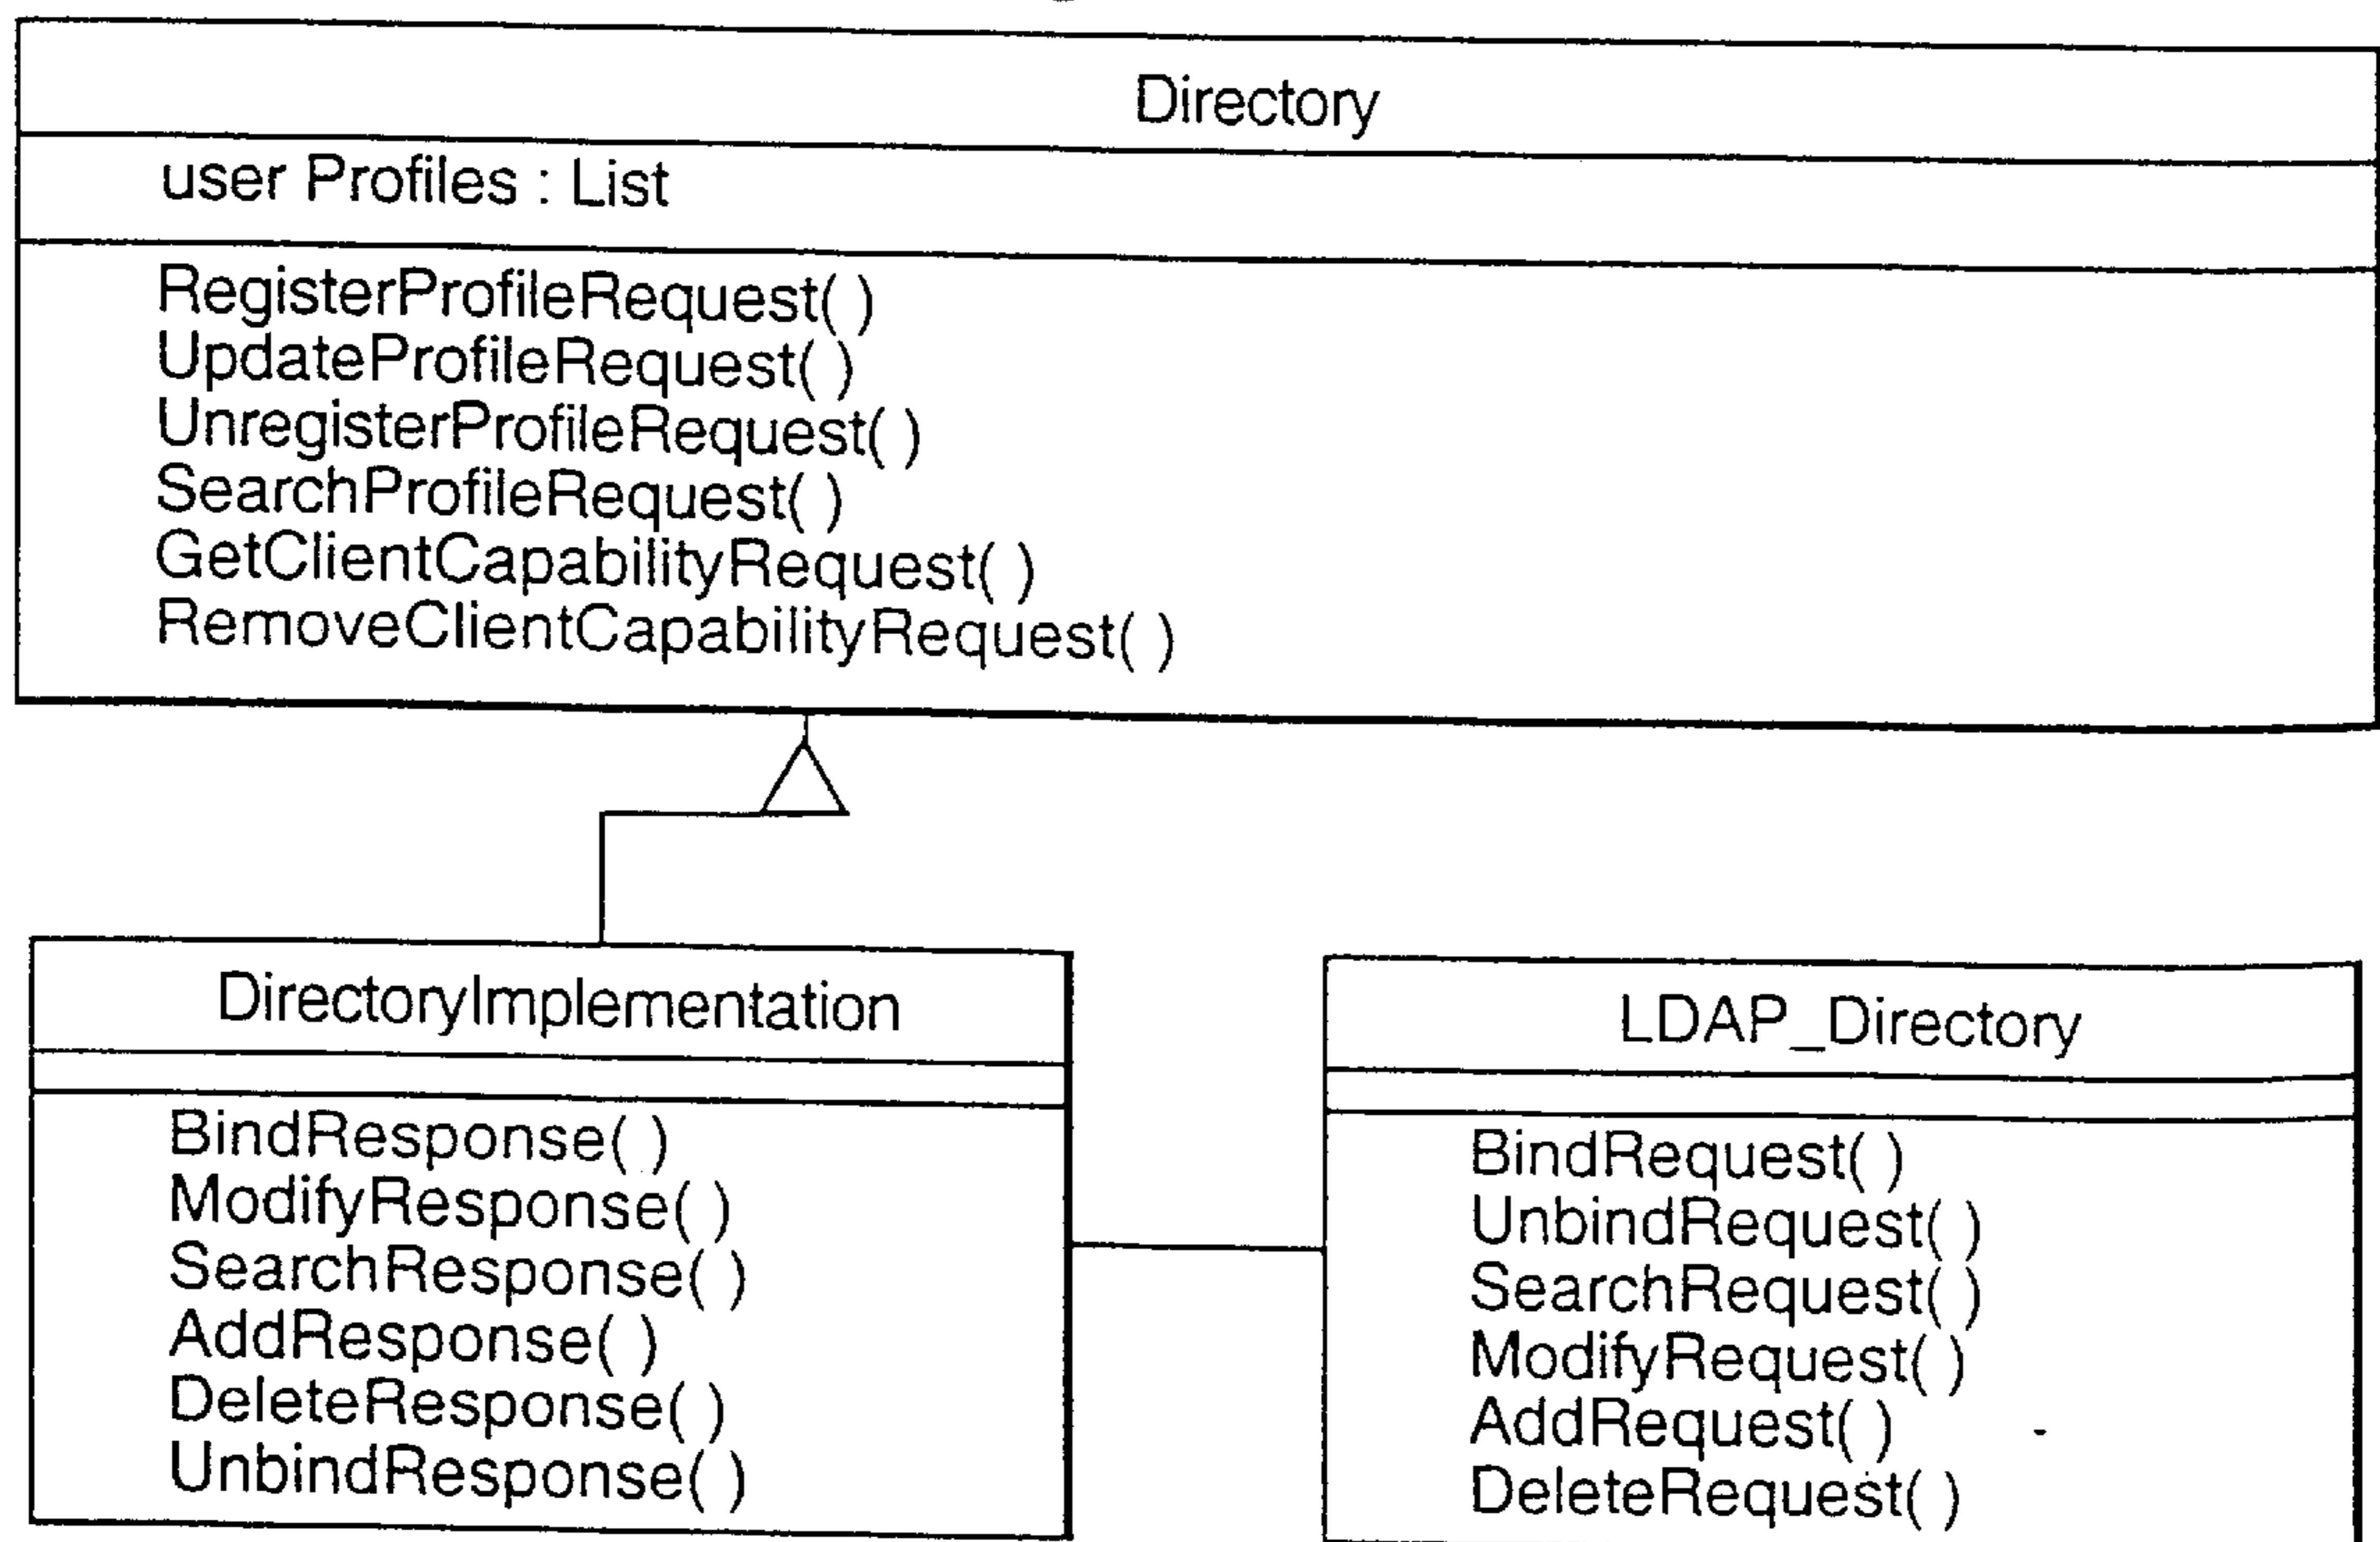 Directory
user Profiles : List
RegisterProfileRequest( )
UpdateProfileRequest( )
UnregisterProfileRequest( )
SearchProfileRequest( )
GetClientCapabilityRequest( )
RemoveClientCapabilityRequest( )
DirectoryImplementation
BindResponse( )
ModifyResponse( )
SearchResponse( )
AddResponse( )
DeleteResponse( )
UnbindResponse( )
LDAP_Directory
BindRequest( )
UnbindRequest( )
SearchRequest( )
ModifyRequest( )
AddRequest( )
DeleteRequest( )